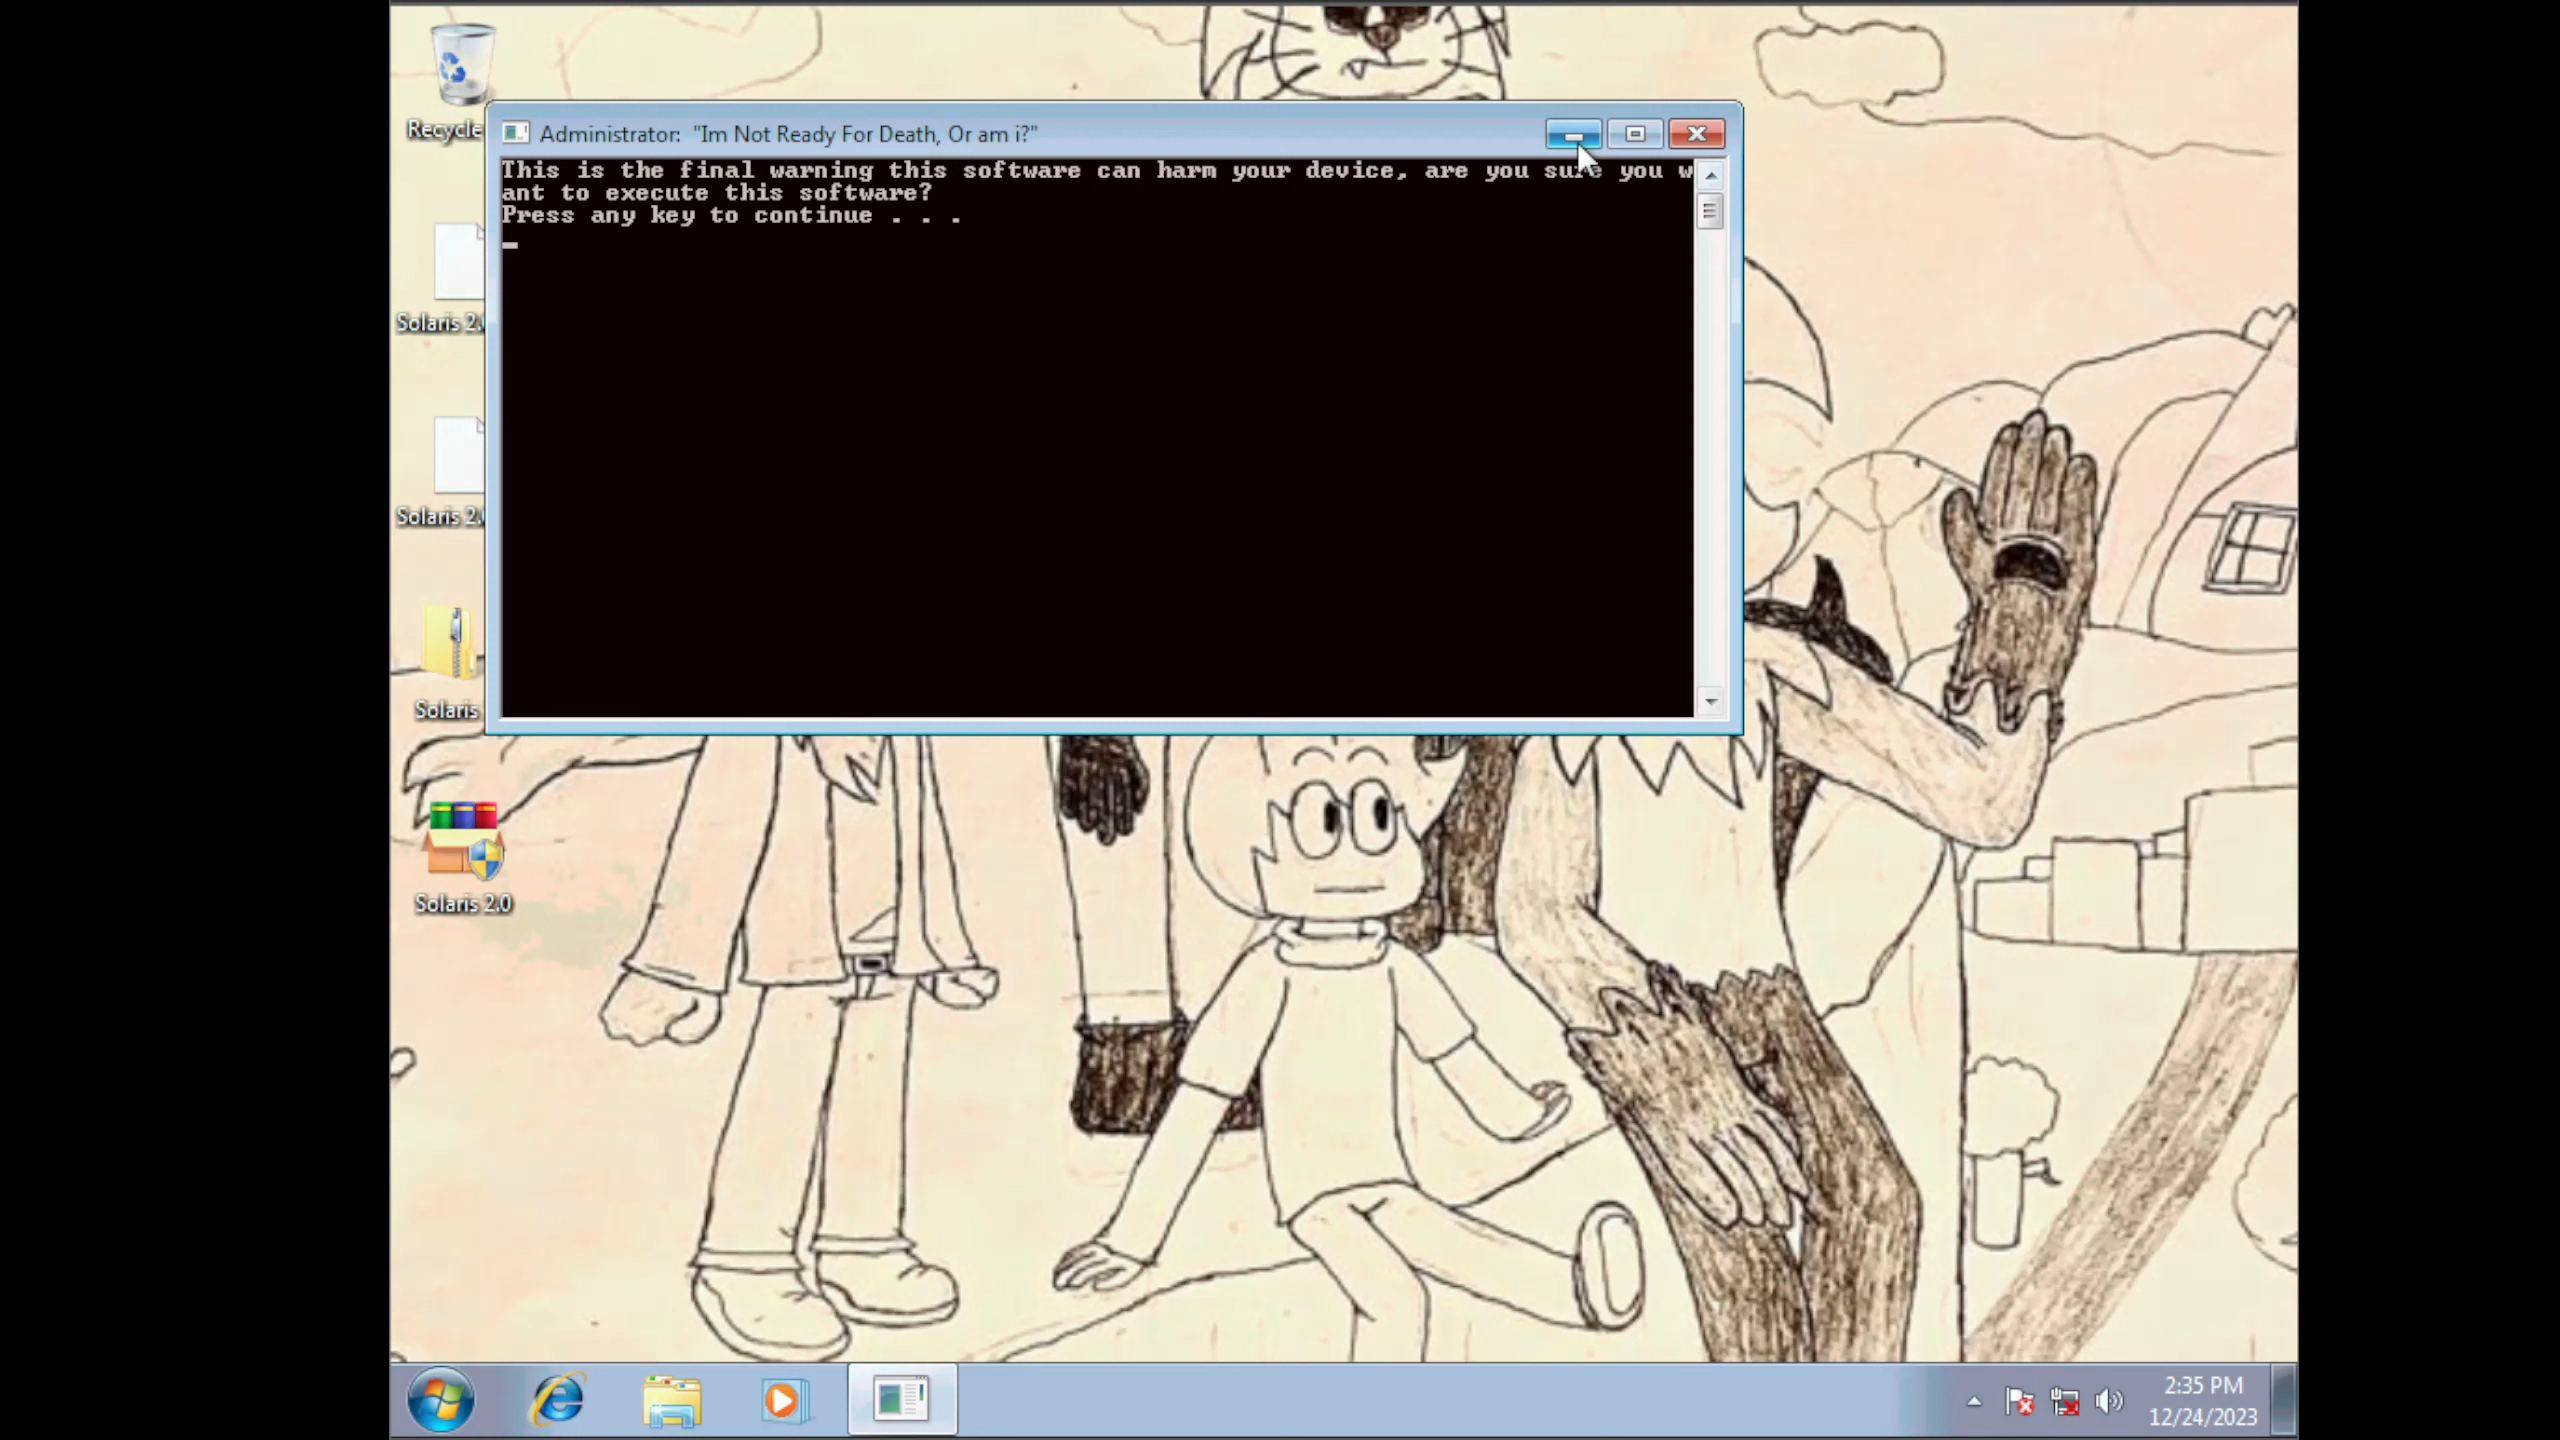 Recycle
Administrator: "Im Not Ready For Death, Or am i?"
This is the final warning this software can harm your device, are you sure you w
ant to execute this software?
Press any key to continue . . .
Solaris 2.
Solaris 2.
Solaris
Solaris 2.0
2:35 PM
12/24/2023